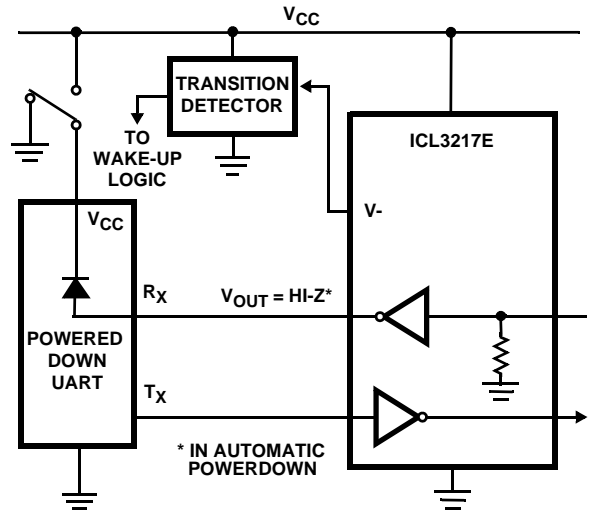 VCC
TRANSITION
DETECTOR
TO
WAKE-UP
LOGIC
ICL3217E
VCC
V-
RX
VOUT = HI-Z*
POWERED
DOWN
UART
TX
* IN AUTOMATIC
POWERDOWN